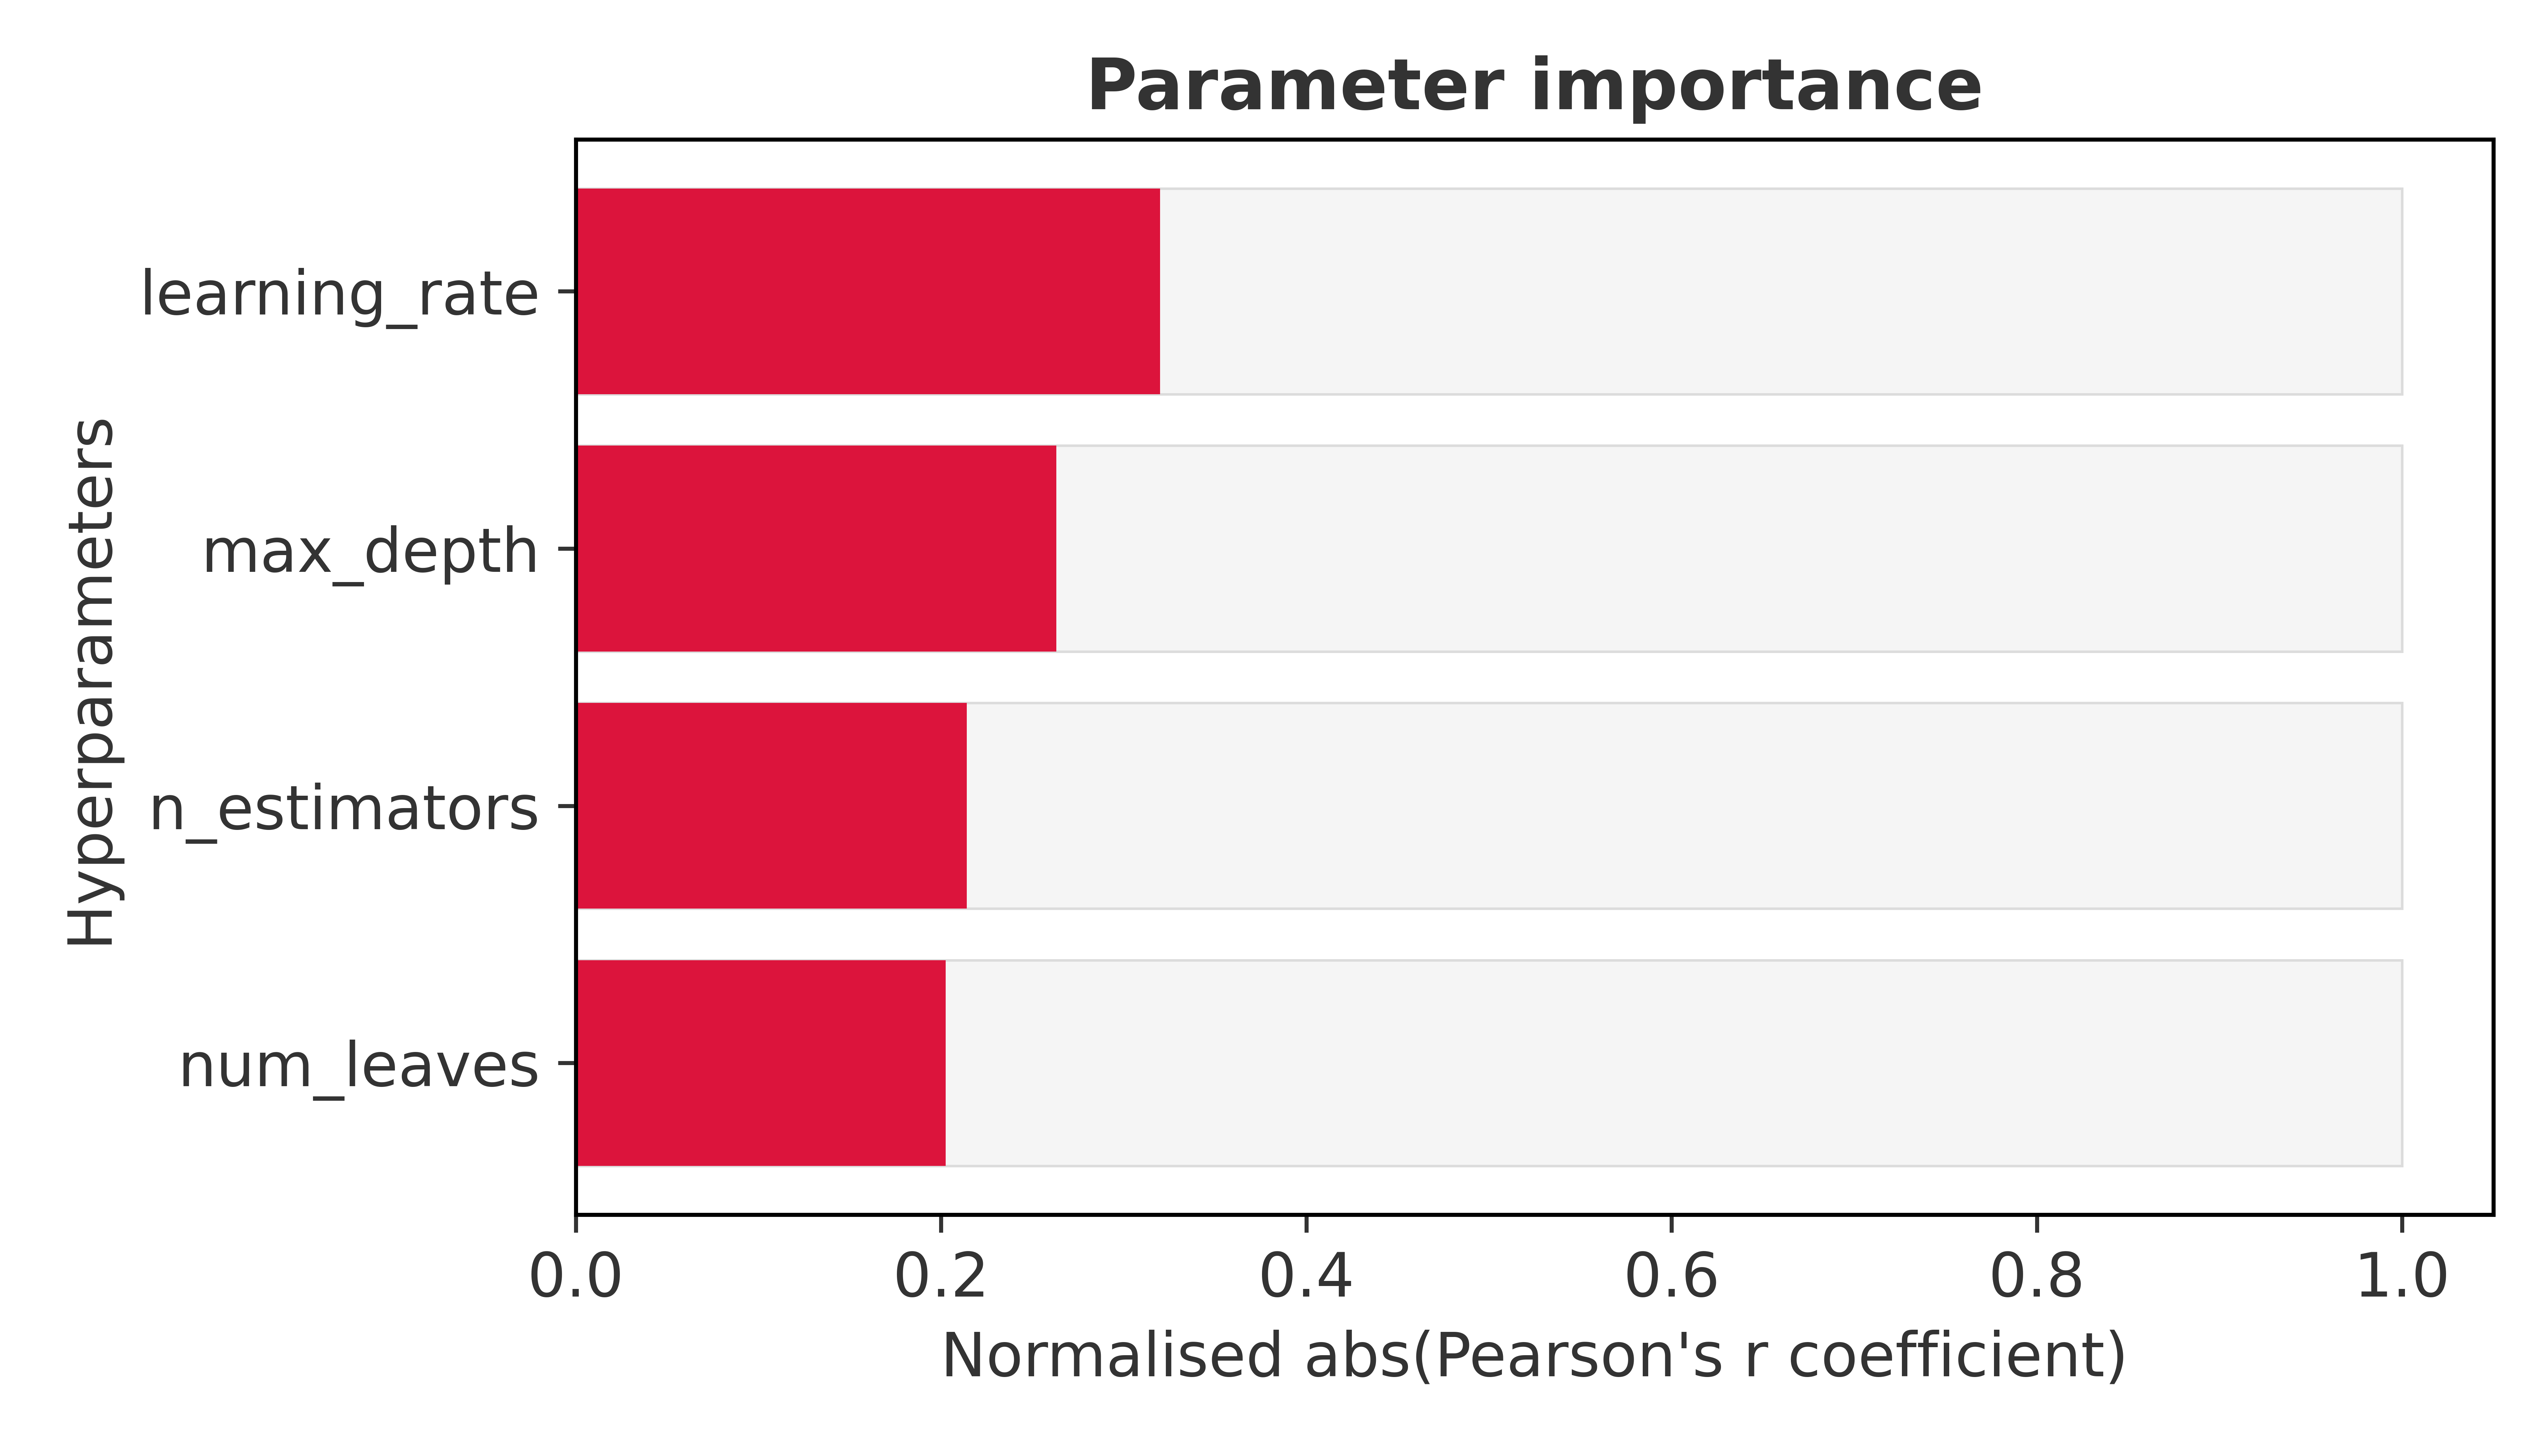 Parameter importance
Hyperparameters
learning_rate
max_depth
n_estimators
num_leaves
0.0 0.2 0.4 0.6 0.8 1.0
Normalised abs(Pearson's r coefficient)